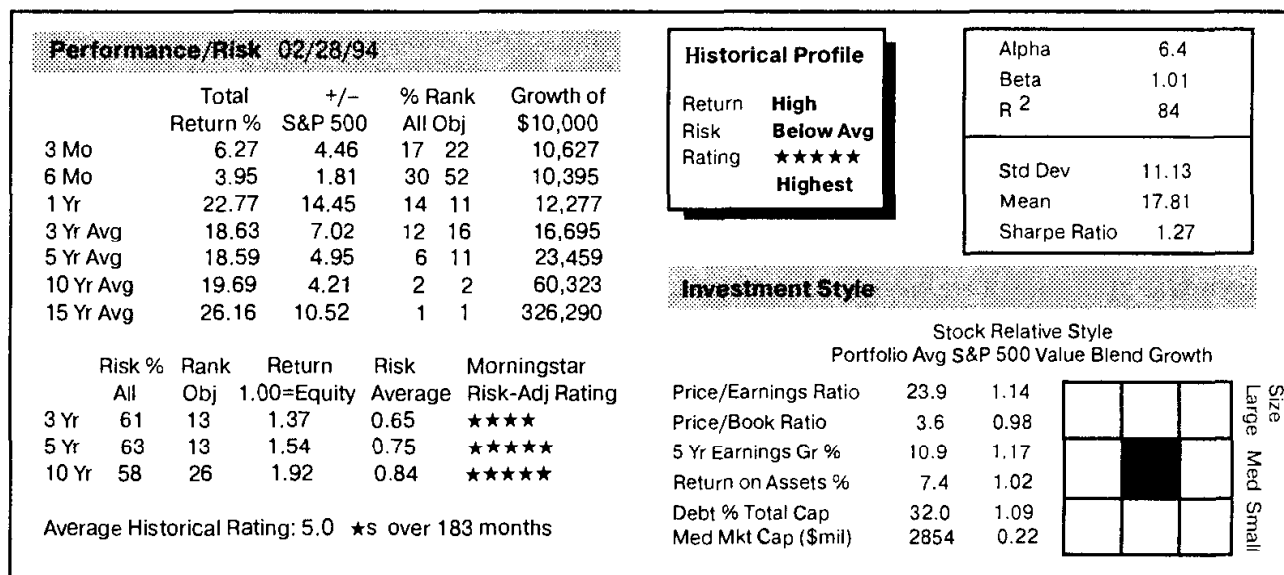 Performance/Risk 02/28/94
Total +/– % Rank Growth of
Return % S&P 500 All Obj $10,000
3 Mo 6.27 4.46 17 22 10,627
6 Mo 3.95 1.81 30 52 10,395
1 Yr 22.77 14.45 14 11 12,277
3 Yr Avg 18.63 7.02 12 16 16,695
5 Yr Avg 18.59 4.95 6 11 23,459
10 Yr Avg 19.69 4.21 2 2 60,323
15 Yr Avg 26.16 10.52 1 1 326,290
Risk % Rank Return Risk Morningstar
All Obj 1.00=Equity Average Risk-Adj Rating
3 Yr 61 13 1.37 0.65 ★★★★
5 Yr 63 13 1.54 0.75 ★★★★★
10 Yr 58 26 1.92 0.84 ★★★★★
Average Historical Rating: 5.0 ★s over 183 months
Historical Profile
Return High
Risk Below Avg
Rating ★★★★★
Highest
Alpha 6.4
Beta 1.01
R 2 84
Std Dev 11.13
Mean 17.81
Sharpe Ratio 1.27
Investment Style
Stock Relative Style
Portfolio Avg S&P 500 Value Blend Growth
Price/Earnings Ratio 23.9 1.14
Price/Book Ratio 3.6 0.98
5 Yr Earnings Gr % 10.9 1.17
Return on Assets % 7.4 1.02
Debt % Total Cap 32.0 1.09
Med Mkt Cap ($mil) 2854 0.22
Size
Large Med Small